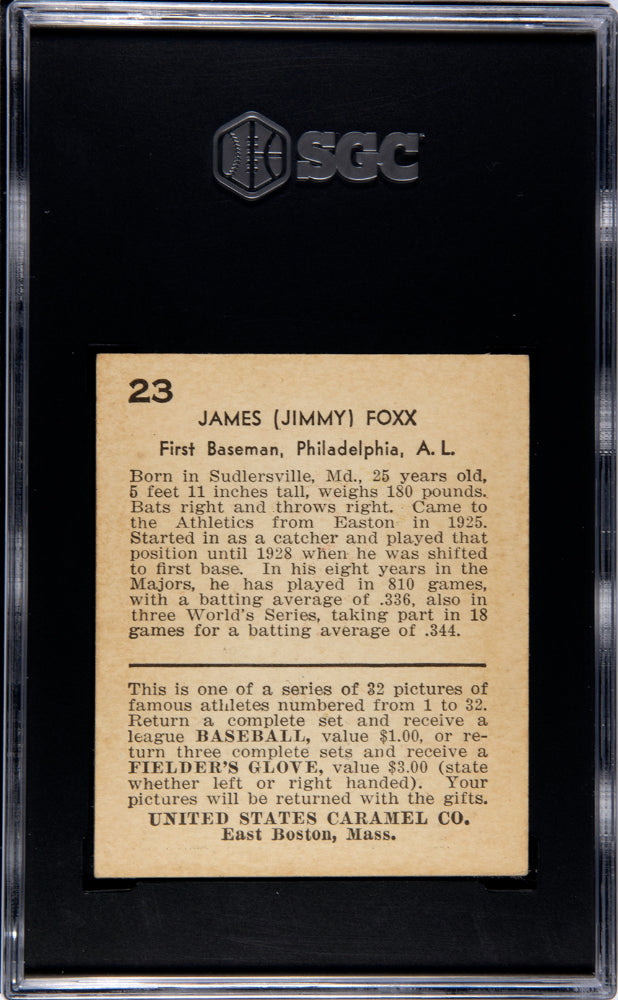 SGC
23
JAMES (JIMMY) FOXX
First Baseman, Philadelphia, A. L.
Born in Sudlersville, Md., 25 years old,
5 feet 11 inches tall, weighs 180 pounds.
Bats right and throws right. Came to
the Athletics from Easton in 1925.
Started in as a catcher and played that
position until 1928 when he was shifted
to first base. In his eight years in the
Majors, he has played in 810 games,
with a batting average of .336, also in
three World's Series, taking part in 18
games for a batting average of .344.
This is one of a series of 32 pictures of
famous athletes numbered from 1 to 32.
Return a complete set and receive a
league BASEBALL, value $1.00, or re-
turn three complete sets and receive a
FIELDER'S GLOVE, value $3.00 (state
whether left or right handed). Your
pictures will be returned with the gifts.
UNITED STATES CARAMEL CO.
East Boston, Mass.